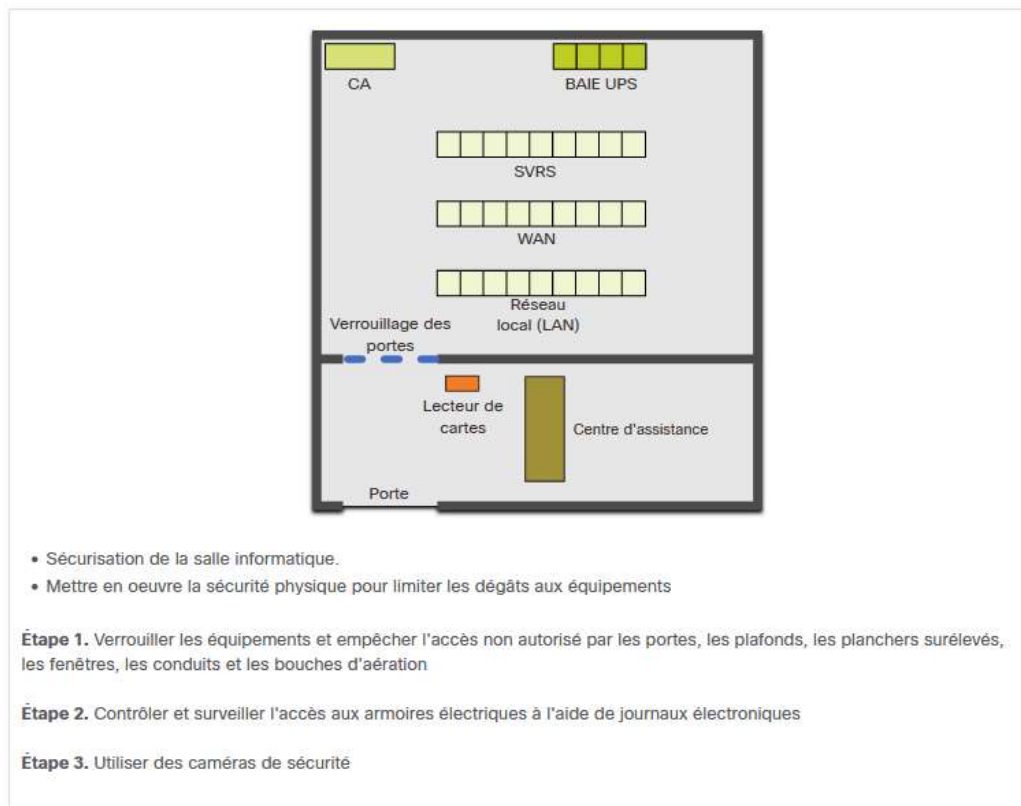 CA
BAIE UPS
SVRS
WAN
Réseau
local (LAN)
Verrouillage des
portes
Lecteur de
cartes
Centre d'assistance
Porte
• Sécurisation de la salle informatique.
• Mettre en oeuvre la sécurité physique pour limiter les dégâts aux équipements
Étape 1. Verrouiller les équipements et empêcher l'accès non autorisé par les portes, les plafonds, les planchers surélevés,
les fenêtres, les conduits et les bouches d'aération
Étape 2. Contrôler et surveiller l'accès aux armoires électriques à l'aide de journaux électroniques
Étape 3. Utiliser des caméras de sécurité